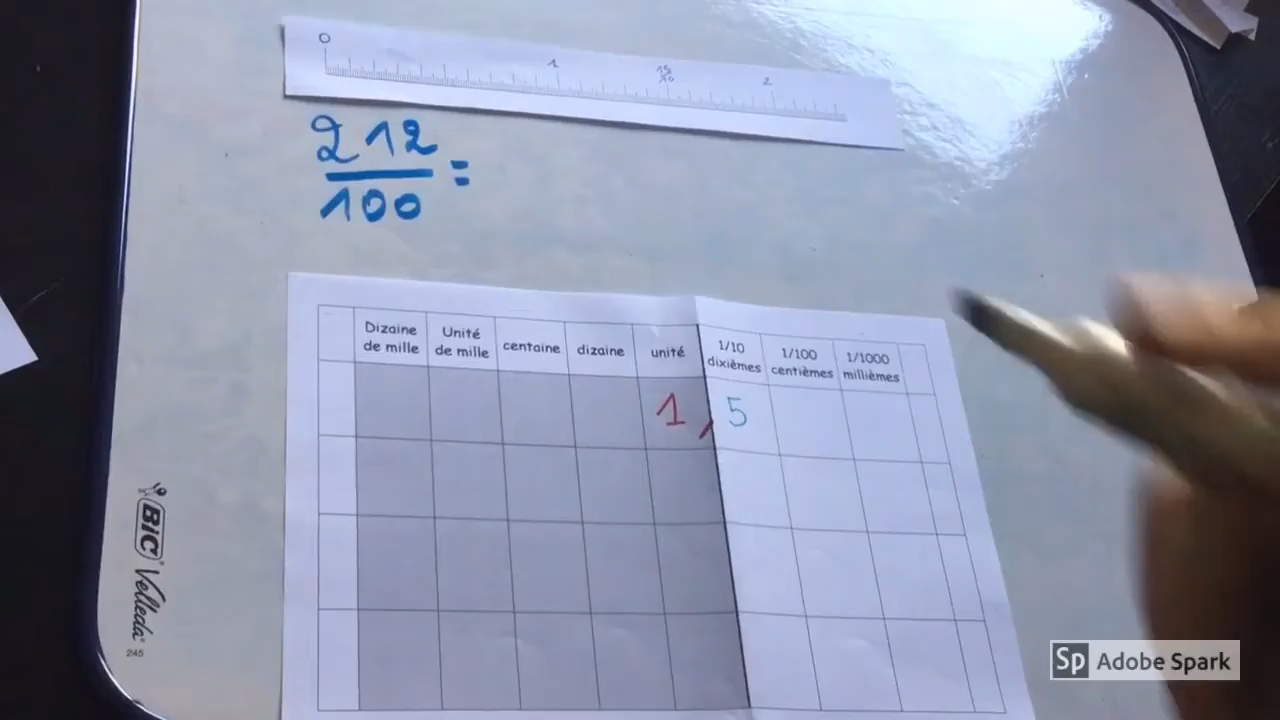 0 1 15/10 2
212
100
=
Dizaine de mille
Unité de mille
centaine
dizaine
unité
1/10 dixièmes
1/100 centièmes
1/1000 millièmes
1,5
BIC Velleda®
245
Sp Adobe Spark